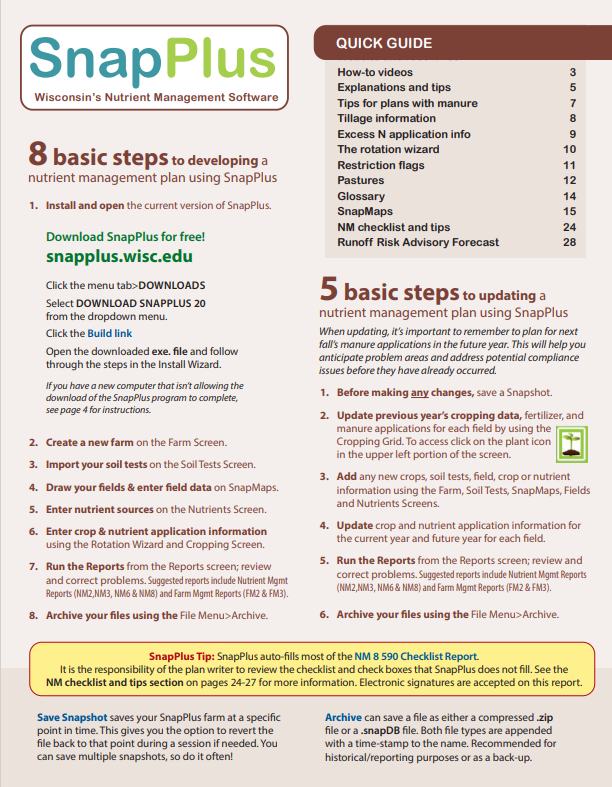 SnapPlus
Wisconsin's Nutrient Management Software
QUICK GUIDE
How-to videos 3
Explanations and tips 5
Tips for plans with manure 7
Tillage information 8
Excess N application info 9
The rotation wizard 10
Restriction flags 11
Pastures 12
Glossary 14
SnapMaps 15
NM checklist and tips 24
Runoff Risk Advisory Forecast 28
8 basic steps to developing a
nutrient management plan using SnapPlus
1. Install and open the current version of SnapPlus.
Download SnapPlus for free!
snapplus.wisc.edu
Click the menu tab>DOWNLOADS
Select DOWNLOAD SNAPPLUS 20
from the dropdown menu.
Click the Build link
Open the downloaded exe. file and follow
through the steps in the Install Wizard.
If you have a new computer that isn't allowing the
download of the SnapPlus program to complete,
see page 4 for instructions.
2. Create a new farm on the Farm Screen.
3. Import your soil tests on the Soil Tests Screen.
4. Draw your fields & enter field data on SnapMaps.
5. Enter nutrient sources on the Nutrients Screen.
6. Enter crop & nutrient application information
using the Rotation Wizard and Cropping Screen.
7. Run the Reports from the Reports Screen; review
and correct problems. Suggested reports include Nutrient Mgmt
Reports (NM2,NM3, NM6 & NM8) and Farm Mgmt Reports (FM2 & FM3).
8. Archive your files using the File Menu>Archive.
5 basic steps to updating a
nutrient management plan using SnapPlus
When updating, it's important to remember to plan for next
fall's manure applications in the future year. This will help you
anticipate problem areas and address potential compliance
issues before they have already occurred.
1. Before making any changes, save a Snapshot.
2. Update previous year's cropping data, fertilizer, and
manure applications for each field by using the
Cropping Grid. To access click on the plant icon
in the upper left portion of the screen.
3. Add any new crops, soil tests, field, crop or nutrient
information using the Farm, Soil Tests, SnapMaps, Fields
and Nutrients Screens.
4. Update crop and nutrient application information for
the current year and future year for each field.
5. Run the Reports from the Reports Screen; review and
correct problems. Suggested reports include Nutrient Mgmt Reports
(NM2,NM3, NM6 & NM8) and Farm Mgmt Reports (FM2 & FM3).
6. Archive your files using the File Menu>Archive.
SnapPlus Tip: SnapPlus auto-fills most of the NM 8 590 Checklist Report.
It is the responsibility of the plan writer to review the checklist and check boxes that SnapPlus does not fill. See the
NM checklist and tips section on pages 24-27 for more information. Electronic signatures are accepted on this report.
Save Snapshot saves your SnapPlus farm at a specific
point in time. This gives you the option to revert the
file back to that point during a session if needed. You
can save multiple snapshots, so do it often!
Archive can save a file as either a compressed .zip
file or a .snapDB file. Both file types are appended
with a time-stamp to the name. Recommended for
historical/reporting purposes or as a back-up.